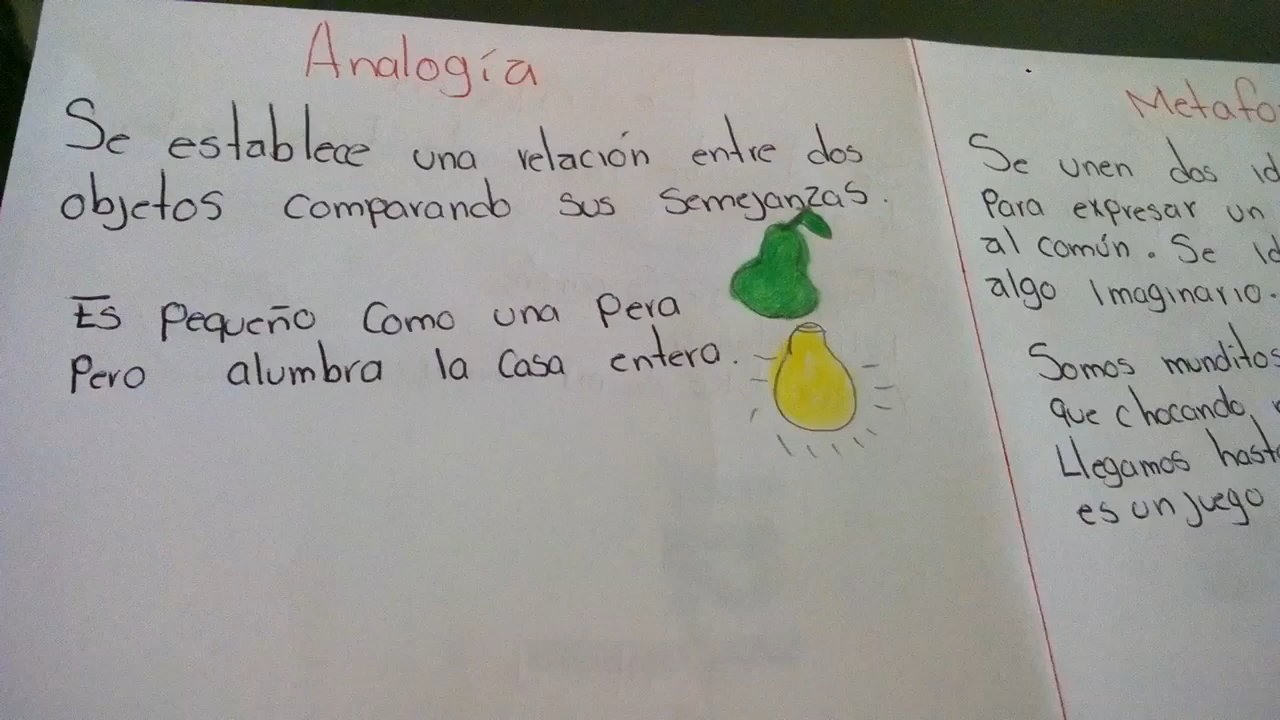 Analogía
Se establece una relación entre dos
objetos comparando sus semejanzas.
Es pequeño como una pera
pero alumbra la casa entera.
Se unen dos
Para expresar un
al común. Se
algo imaginario.
Somos munditos
que chocando,
Llegamos
es un juego